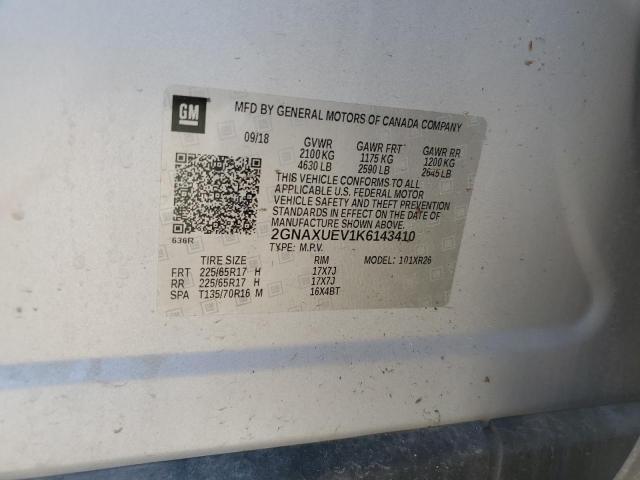 GM
MFD BY GENERAL MOTORS OF CANADA COMPANY
09/18 GVWR GAWR FRT GAWR RR
2100 KG 1175 KG 1200 KG
4630 LB 2590 LB 2645 LB
THIS VEHICLE CONFORMS TO ALL
APPLICABLE U.S. FEDERAL MOTOR
VEHICLE SAFETY AND THEFT PREVENTION
STANDARDS IN EFFECT ON THE DATE OF
MANUFACTURE SHOWN ABOVE.
2GNAXUEV1K6143410
636R
TYPE: M.P.V. MODEL: 101XR26
TIRE SIZE RIM
FRT 225/65R17 H 17X7J
RR 225/65R17 H 17X7J
SPA T135/70R16 M 16X4BT